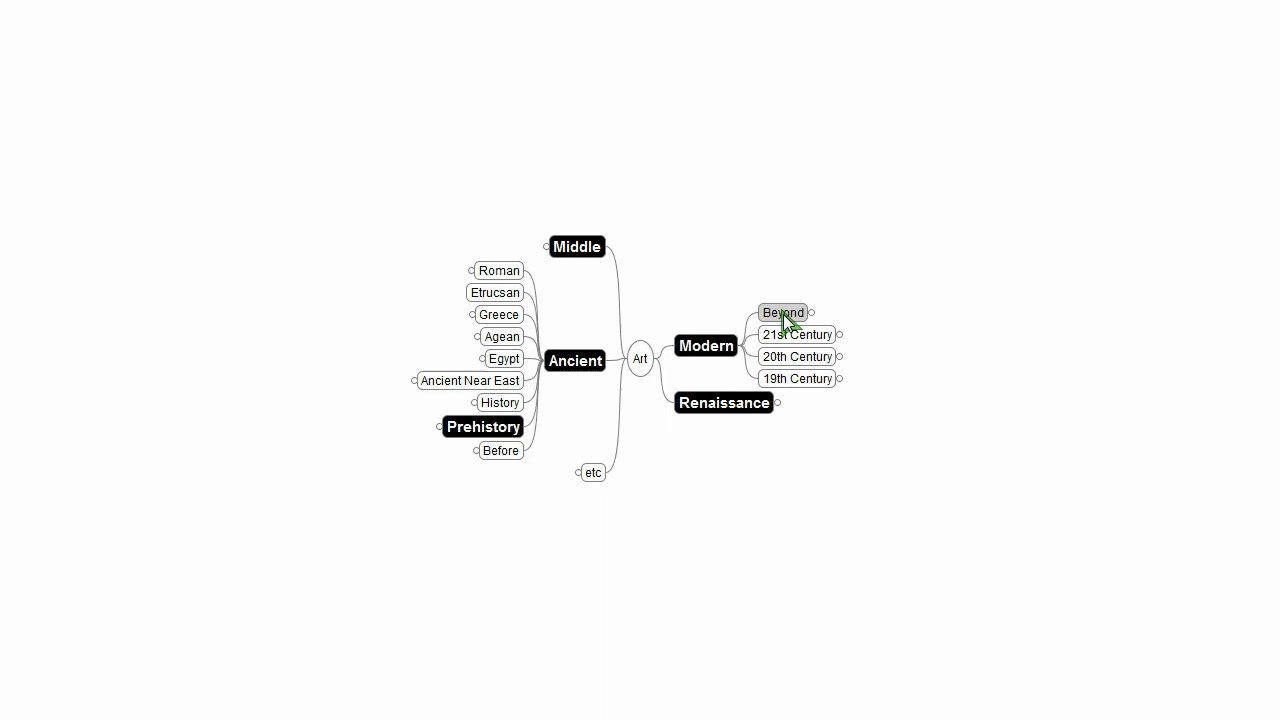 Middle
Roman
Etrucsan
Greece
Agean
Egypt
Ancient Near East
History
Prehistory
Before
Ancient
etc
Art
Modern
Beyond
21st Century
20th Century
19th Century
Renaissance